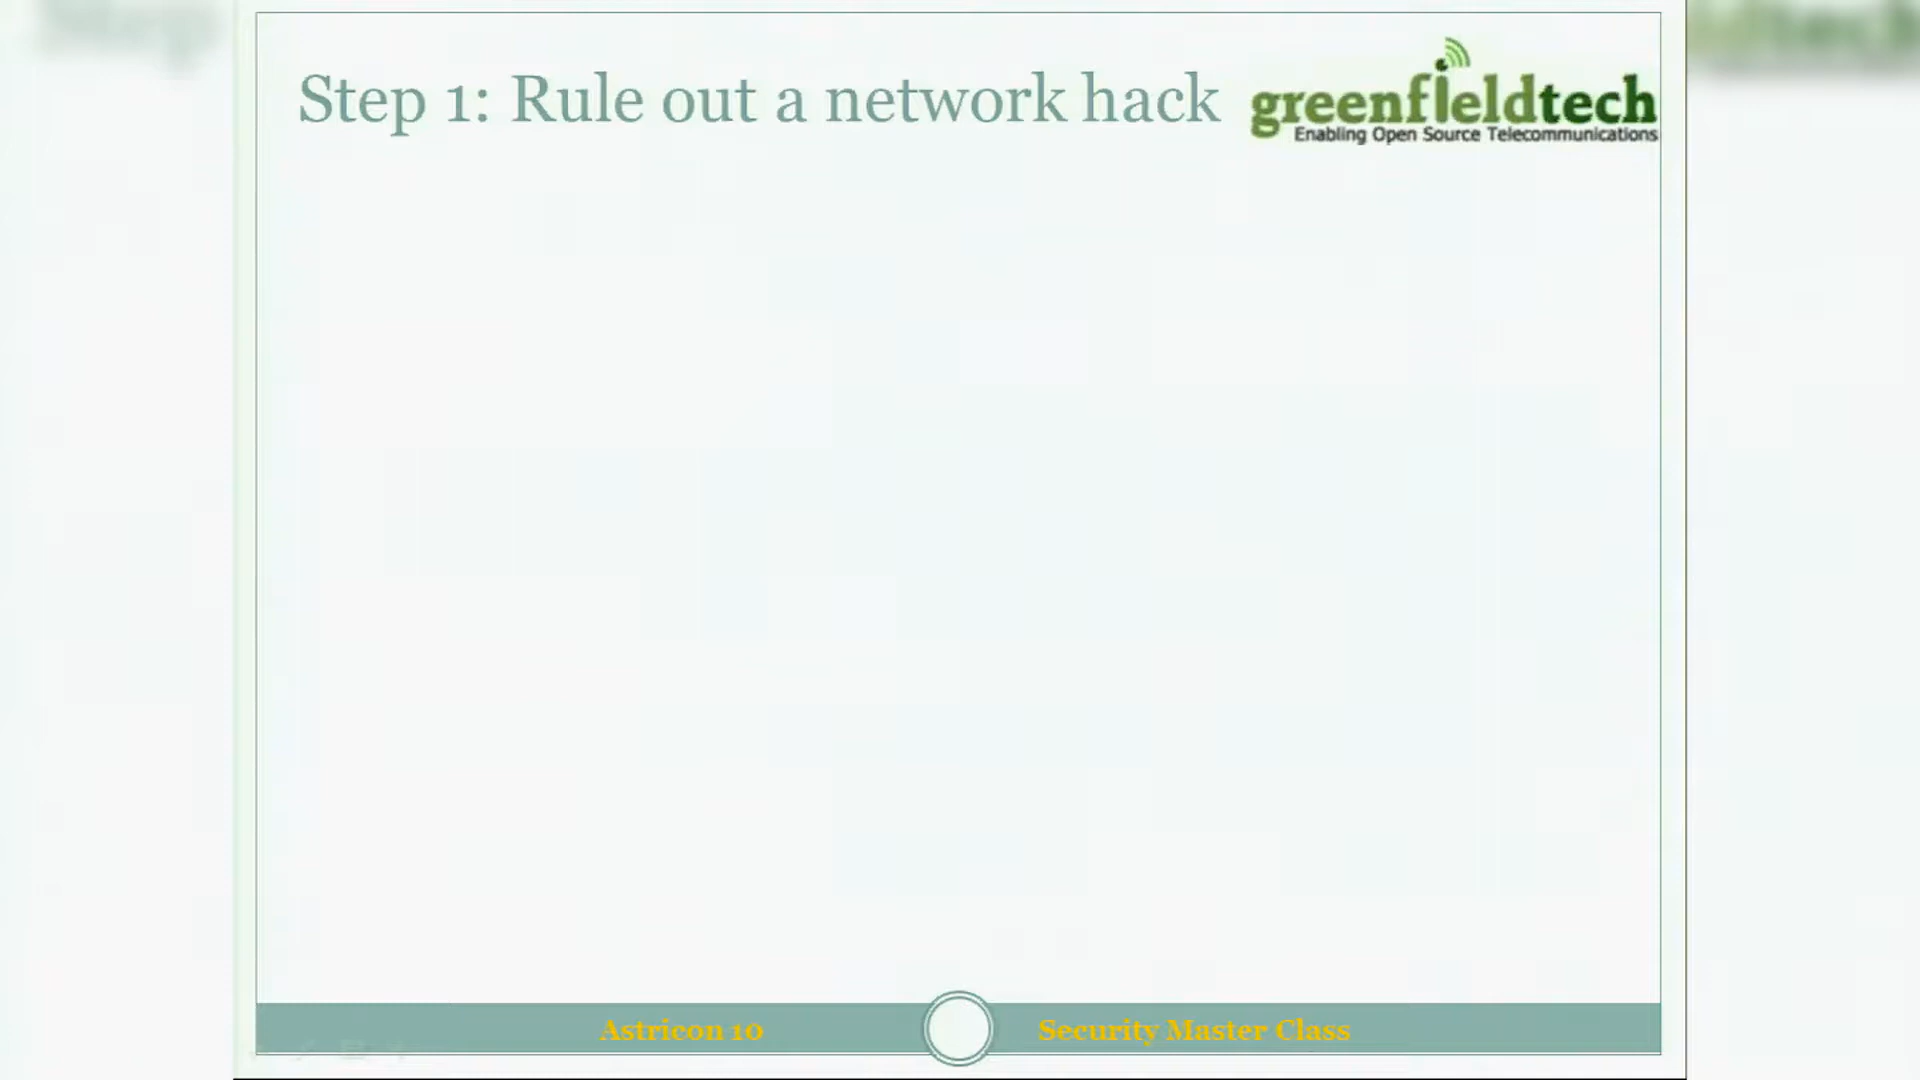 Step 1: Rule out a network hack
greenfieldtech
Enabling Open Source Telecommunications
Astricon 10
Security Master Class